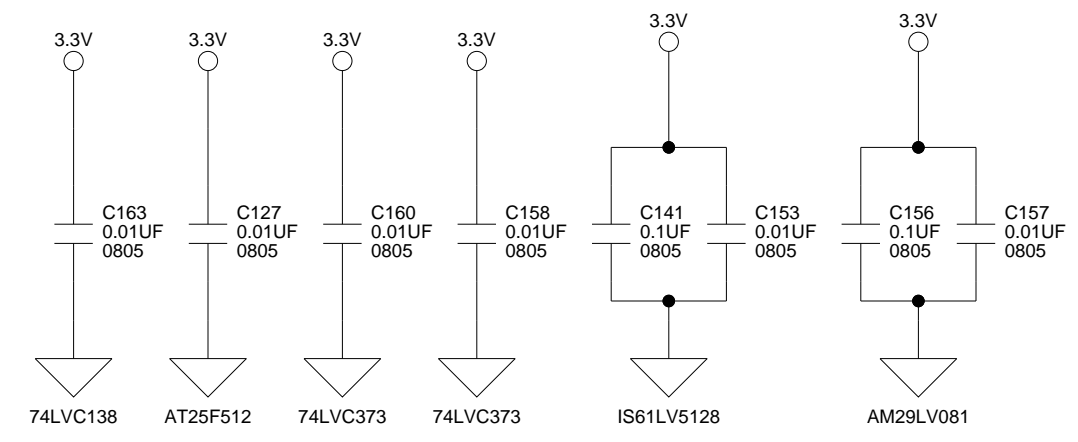 3.3V
3.3V
3.3V
3.3V
3.3V
3.3V
C163
0.01UF
0805
C127
0.01UF
0805
C160
0.01UF
0805
C158
0.01UF
0805
C141
0.1UF
0805
C153
0.01UF
0805
C156
0.1UF
0805
C157
0.01UF
0805
74LVC138
AT25F512
74LVC373
74LVC373
IS61LV5128
AM29LV081